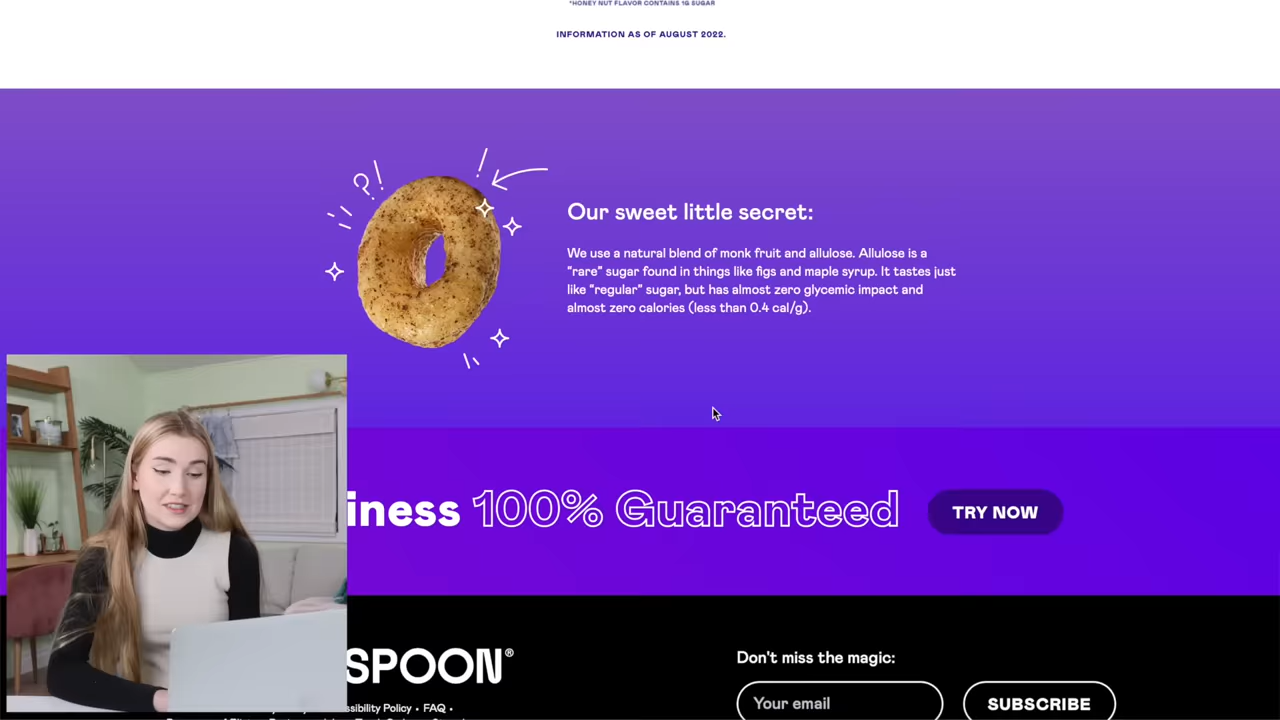 *HONEY NUT FLAVOR CONTAINS 1G SUGAR
INFORMATION AS OF AUGUST 2022.
Our sweet little secret:
We use a natural blend of monk fruit and allulose. Allulose is a
“rare” sugar found in things like figs and maple syrup. It tastes just
like “regular” sugar, but has almost zero glycemic impact and
almost zero calories (less than 0.4 cal/g).
iness 100% Guaranteed
TRY NOW
SPOON®
Don't miss the magic:
Your email
SUBSCRIBE
ssibility Policy • FAQ •